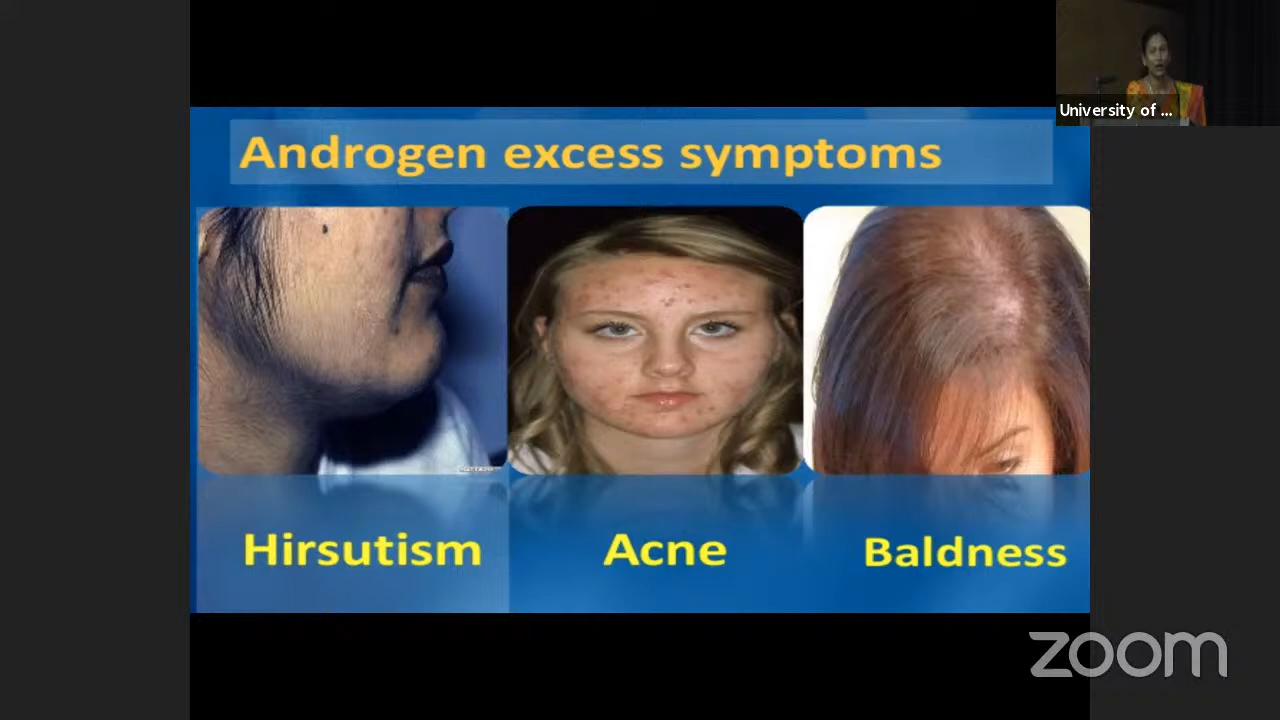 University of ...
Androgen excess symptoms
Hirsutism
Acne
Baldness
zoom